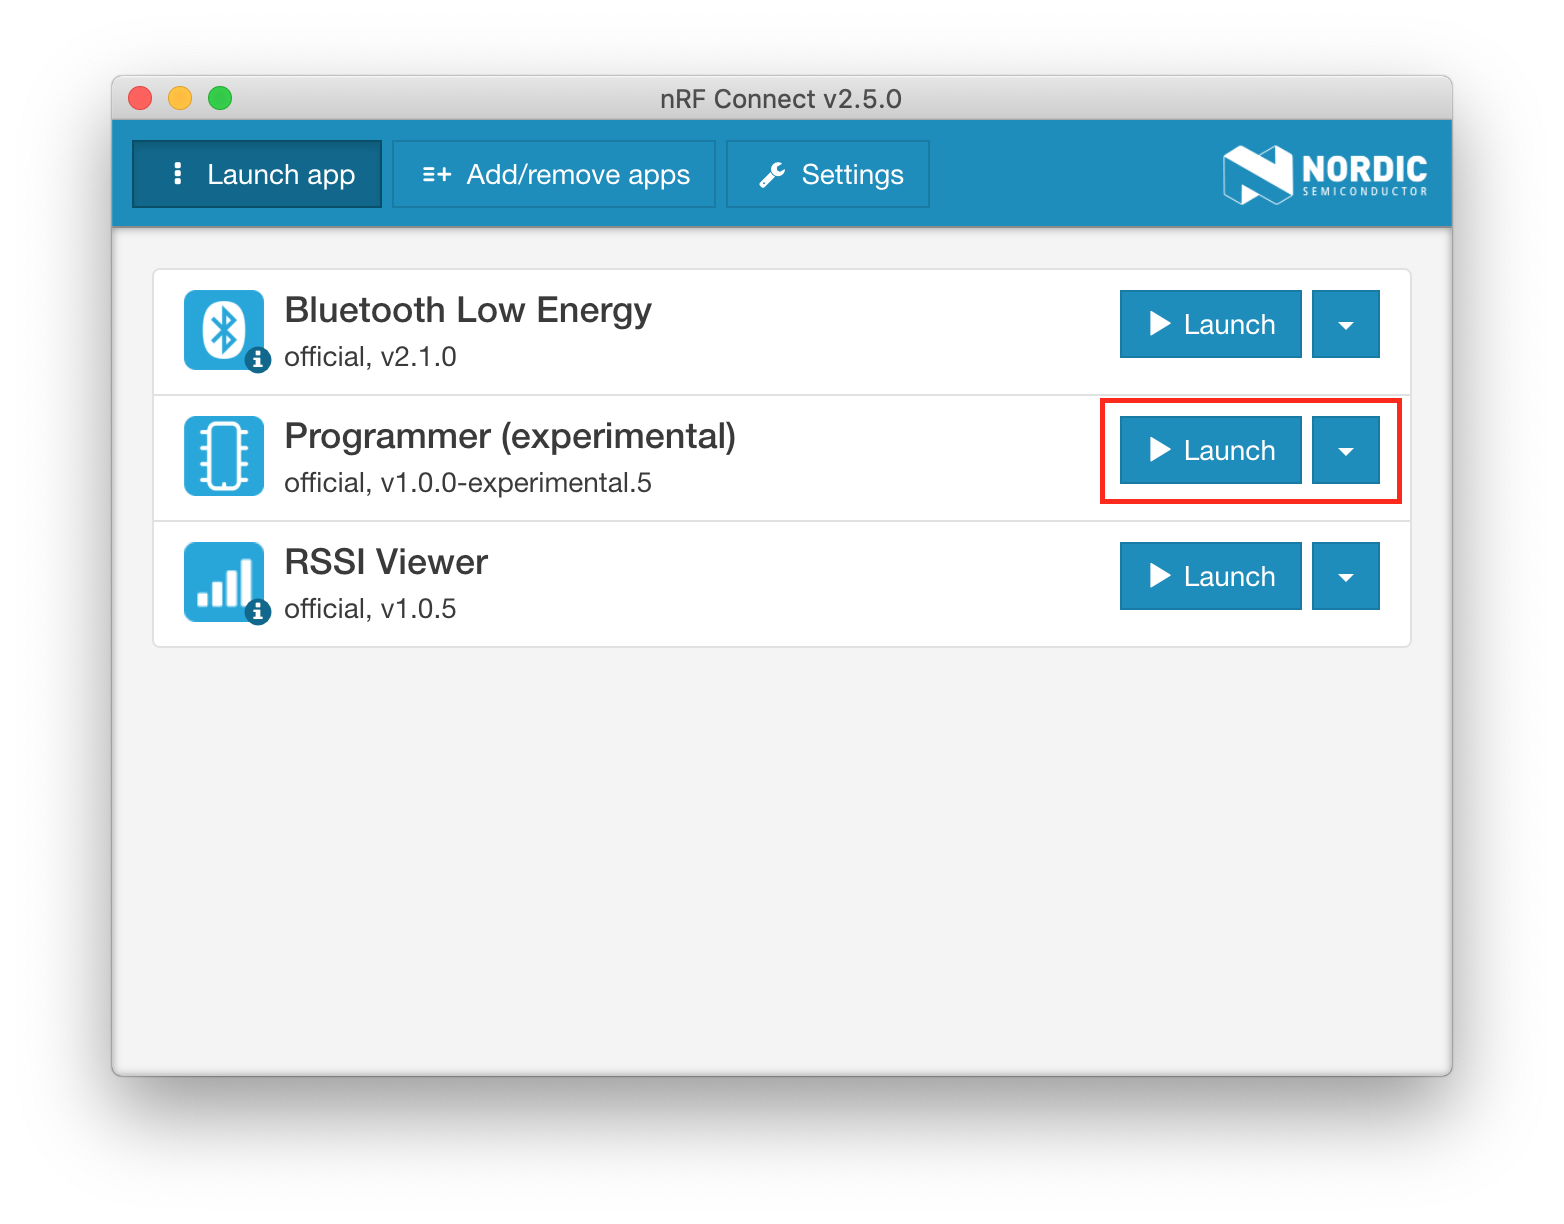 nRF Connect v2.5.0
Launch app
Add/remove apps
Settings
NORDIC
SEMICONDUCTOR
Bluetooth Low Energy
official, v2.1.0
Launch
Programmer (experimental)
official, v1.0.0-experimental.5
Launch
RSSI Viewer
official, v1.0.5
Launch